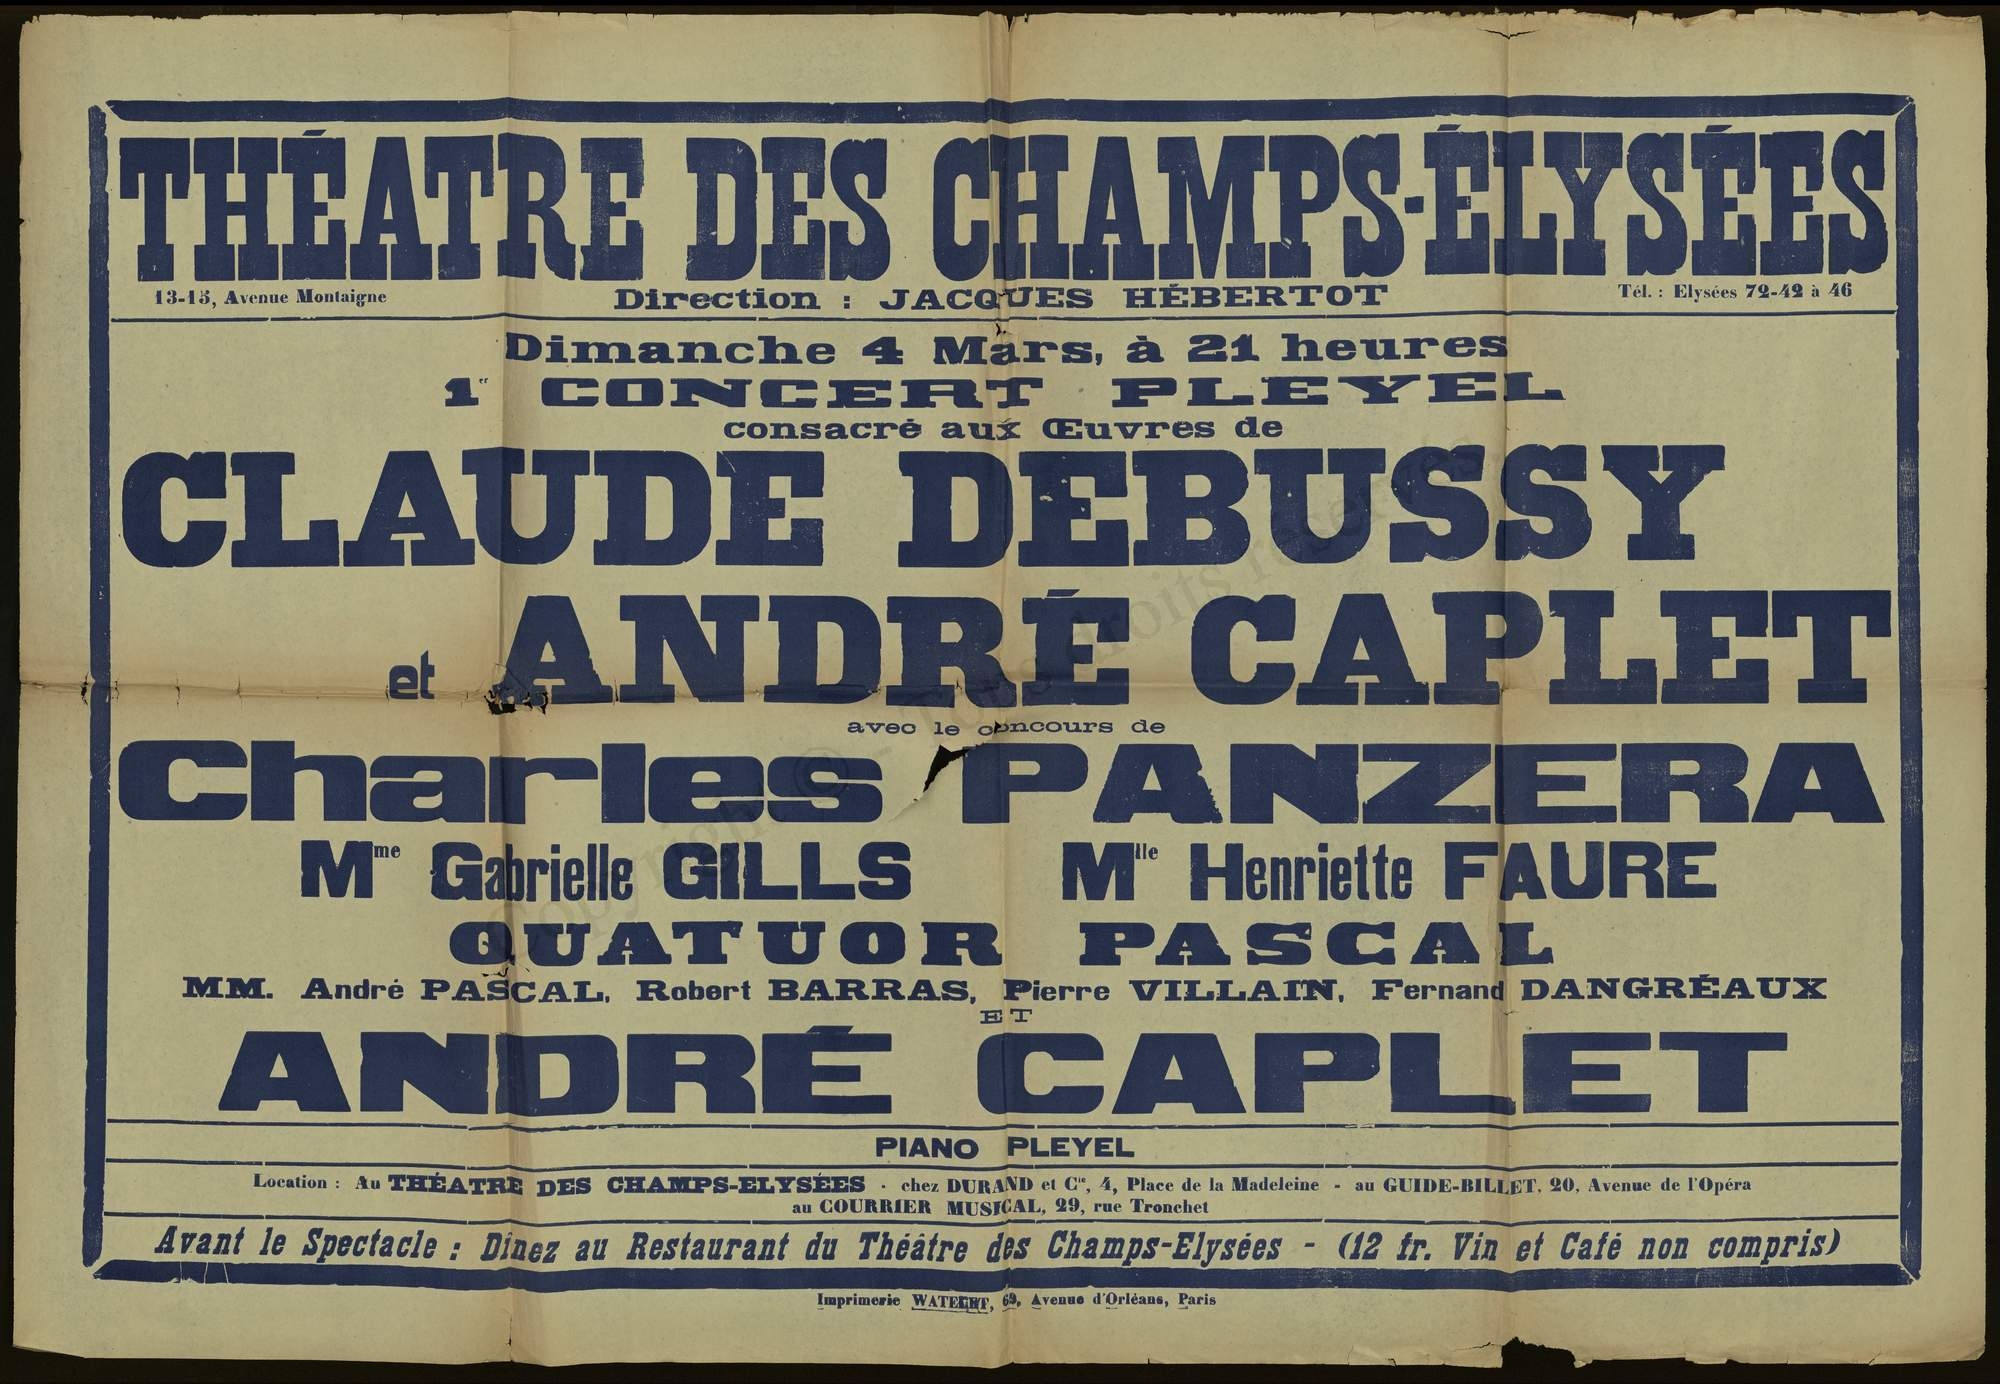 THÉATRE DES CHAMPS-ÉLYSÉES
13-15, Avenue Montaigne
Direction : JACQUES HÉBERTOT
Tél. : Elysées 72-42 à 46
Dimanche 4 Mars, à 21 heures
1er CONCERT PLEYEL
consacré aux Œuvres de
CLAUDE DEBUSSY
et ANDRÉ CAPLET
avec le concours de
Charles PANZERA
Mme Gabrielle GILLS Mlle Henriette FAURE
QUATUOR PASCAL
MM. André PASCAL, Robert BARRAS, Pierre VILLAIN, Fernand DANGRÉAUX
ET
ANDRÉ CAPLET
PIANO PLEYEL
Location : Au THÉATRE DES CHAMPS-ELYSÉES - chez DURAND et Cie, 4, Place de la Madeleine - au GUIDE-BILLET, 20, Avenue de l'Opéra
au COURRIER MUSICAL, 29, rue Tronchet
Avant le Spectacle : Dînez au Restaurant du Théâtre des Champs-Elysées - (12 fr. Vin et Café non compris)
Imprimerie 69, Avenue d'Orléans, Paris
Copyright © - Tous droits réservés